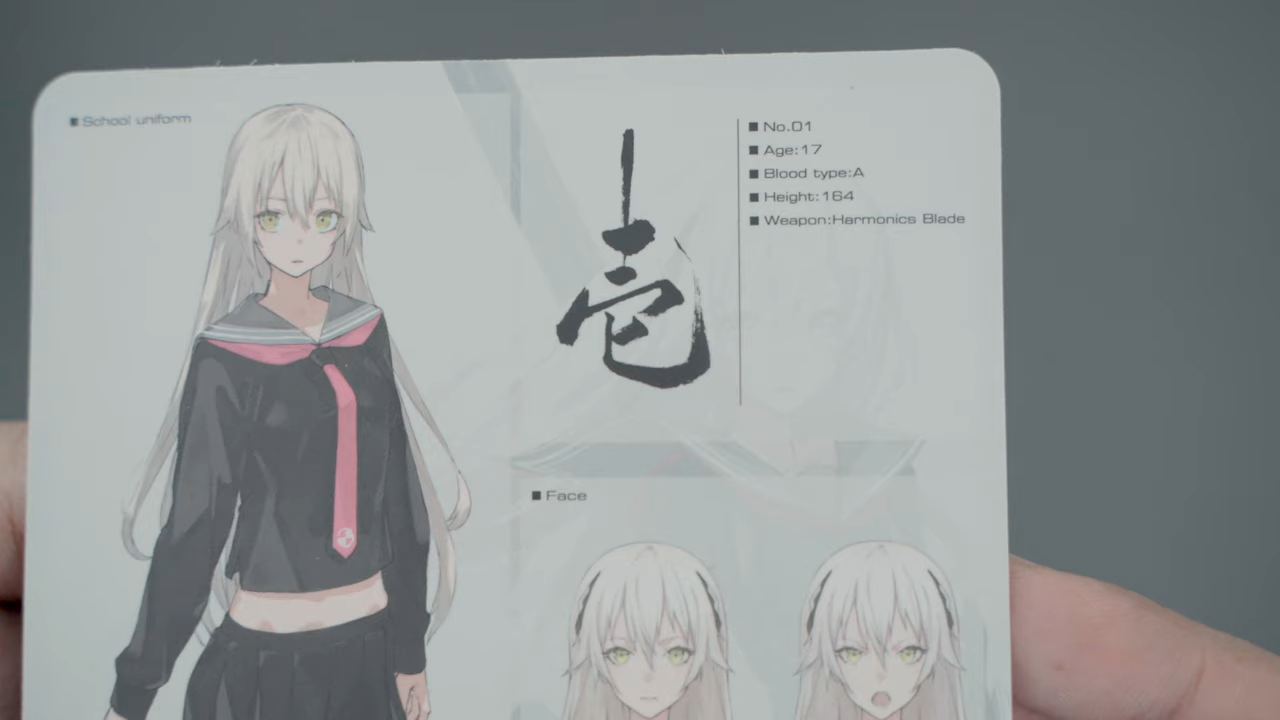 School uniform
壱
No.01
Age:17
Blood type:A
Height:164
Weapon:Harmonics Blade
Face